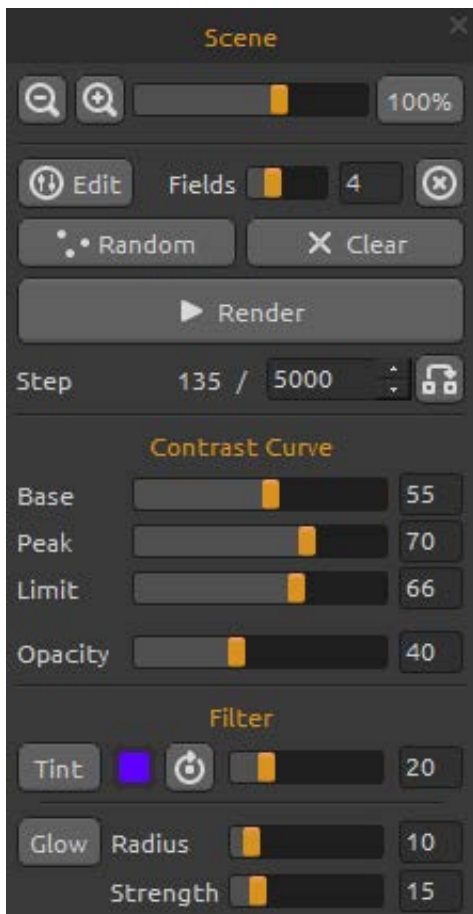 Scene
100%
Edit Fields 4
Random Clear
Render
Step 135 / 5000
Contrast Curve
Base 55
Peak 70
Limit 66
Opacity 40
Filter
Tint 20
Glow Radius 10
Strength 15